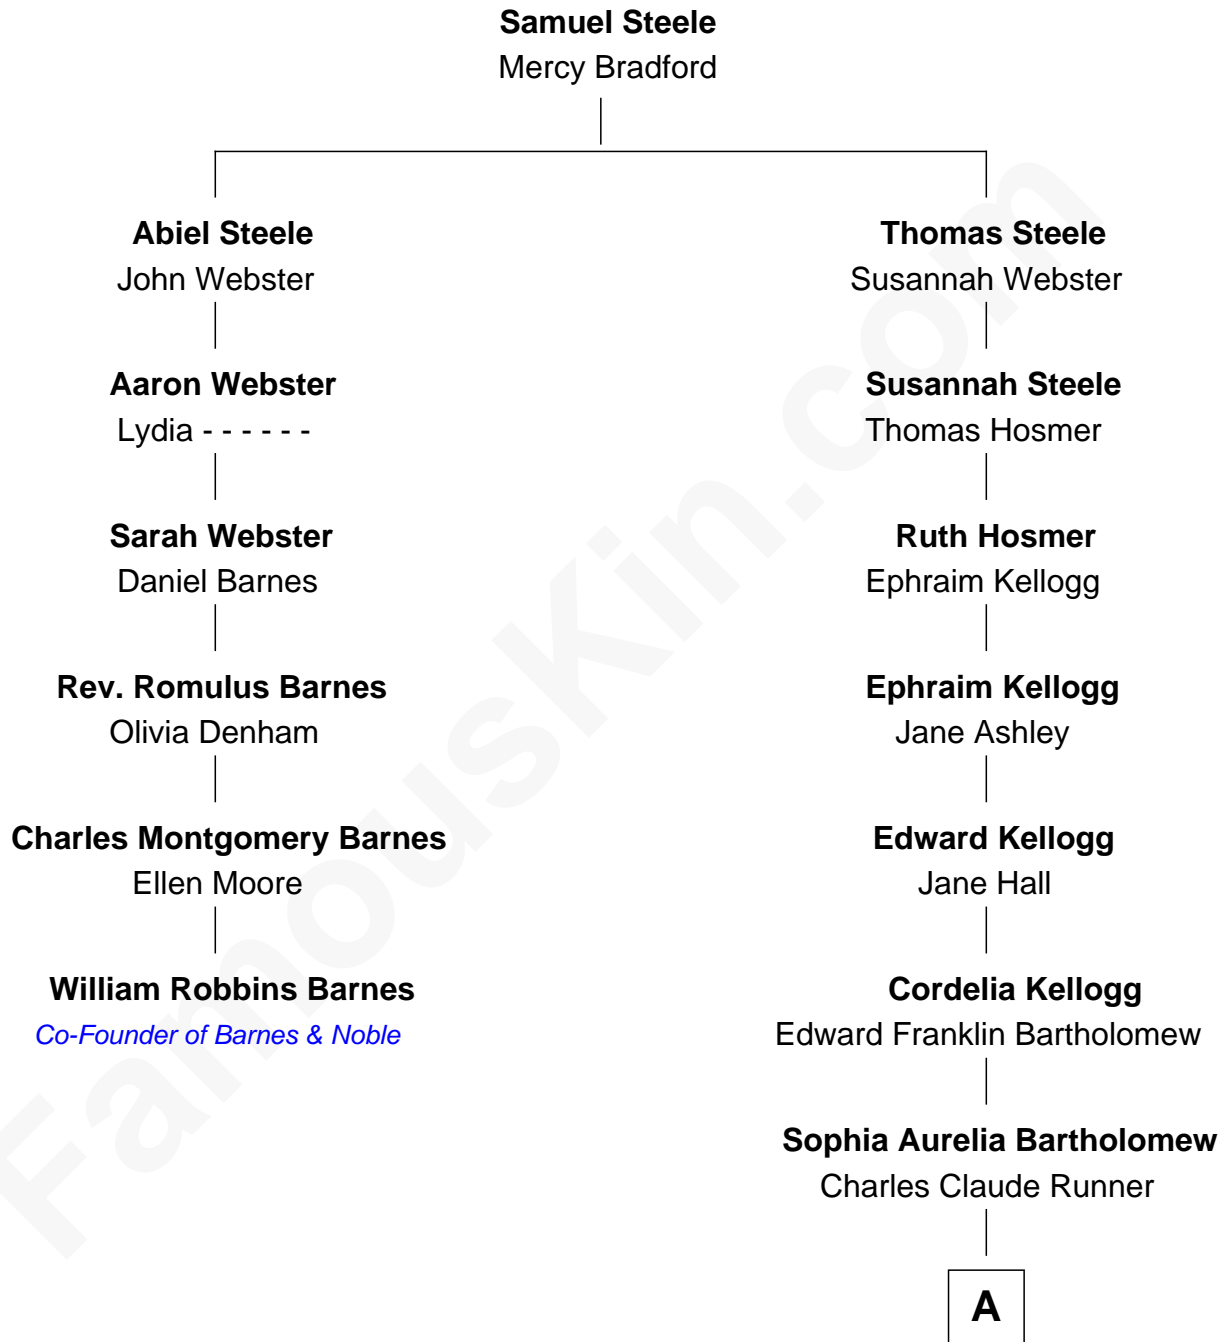 Samuel Steele
Mercy Bradford
Abiel Steele
John Webster
Thomas Steele
Susannah Webster
Aaron Webster
Lydia - - - - - -
Susannah Steele
Thomas Hosmer
Sarah Webster
Daniel Barnes
Ruth Hosmer
Ephraim Kellogg
Rev. Romulus Barnes
Olivia Denham
Ephraim Kellogg
Jane Ashley
Charles Montgomery Barnes
Ellen Moore
Edward Kellogg
Jane Hall
William Robbins Barnes
Co-Founder of Barnes & Noble
Cordelia Kellogg
Edward Franklin Bartholomew
Sophia Aurelia Bartholomew
Charles Claude Runner
A
FamousKin.com